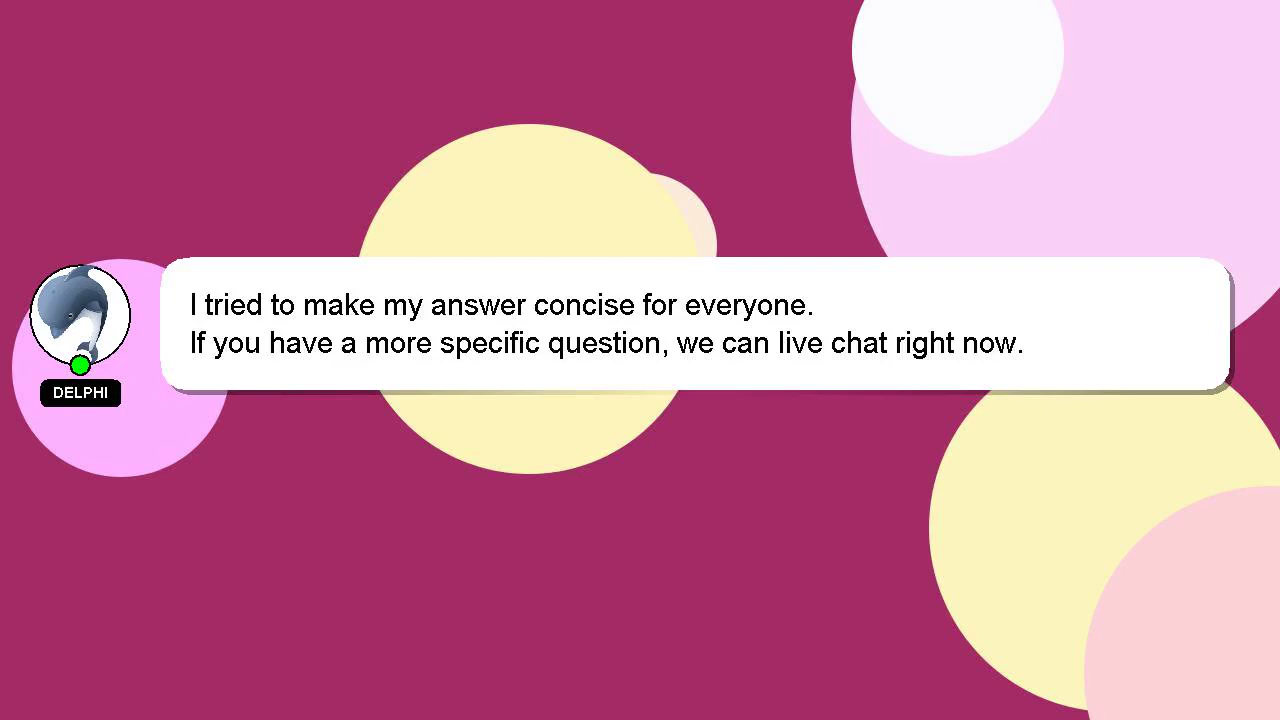 I tried to make my answer concise for everyone.
If you have a more specific question, we can live chat right now.
DELPHI